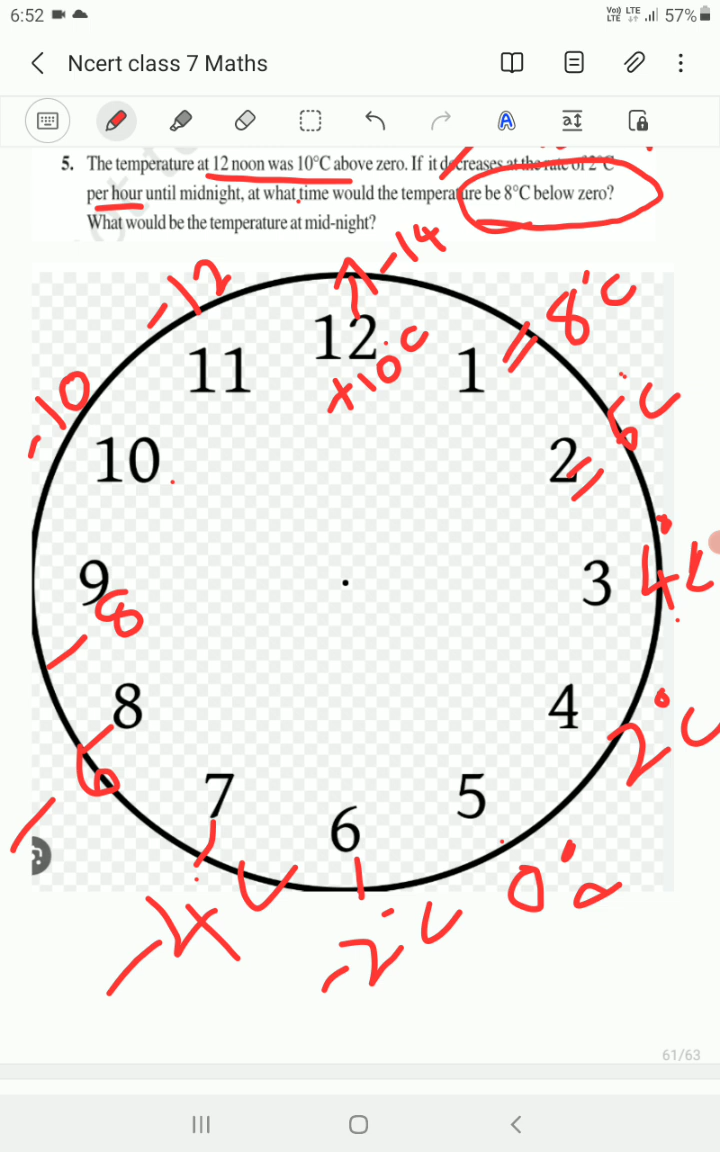 6:52 Vo) LTE LTE 57%
Ncert class 7 Maths
5. The temperature at 12 noon was 10°C above zero. If it decreases at the rate of 2°C
per hour until midnight, at what time would the temperature be 8°C below zero?
What would be the temperature at mid-night?
-14
-12
12
+10°C
11
1
8°C
-10
10
2
6°C
9
-8
3
4°C
8
-6
4
2°C
7
-4°C
6
-2°C
5
0°C
61/63